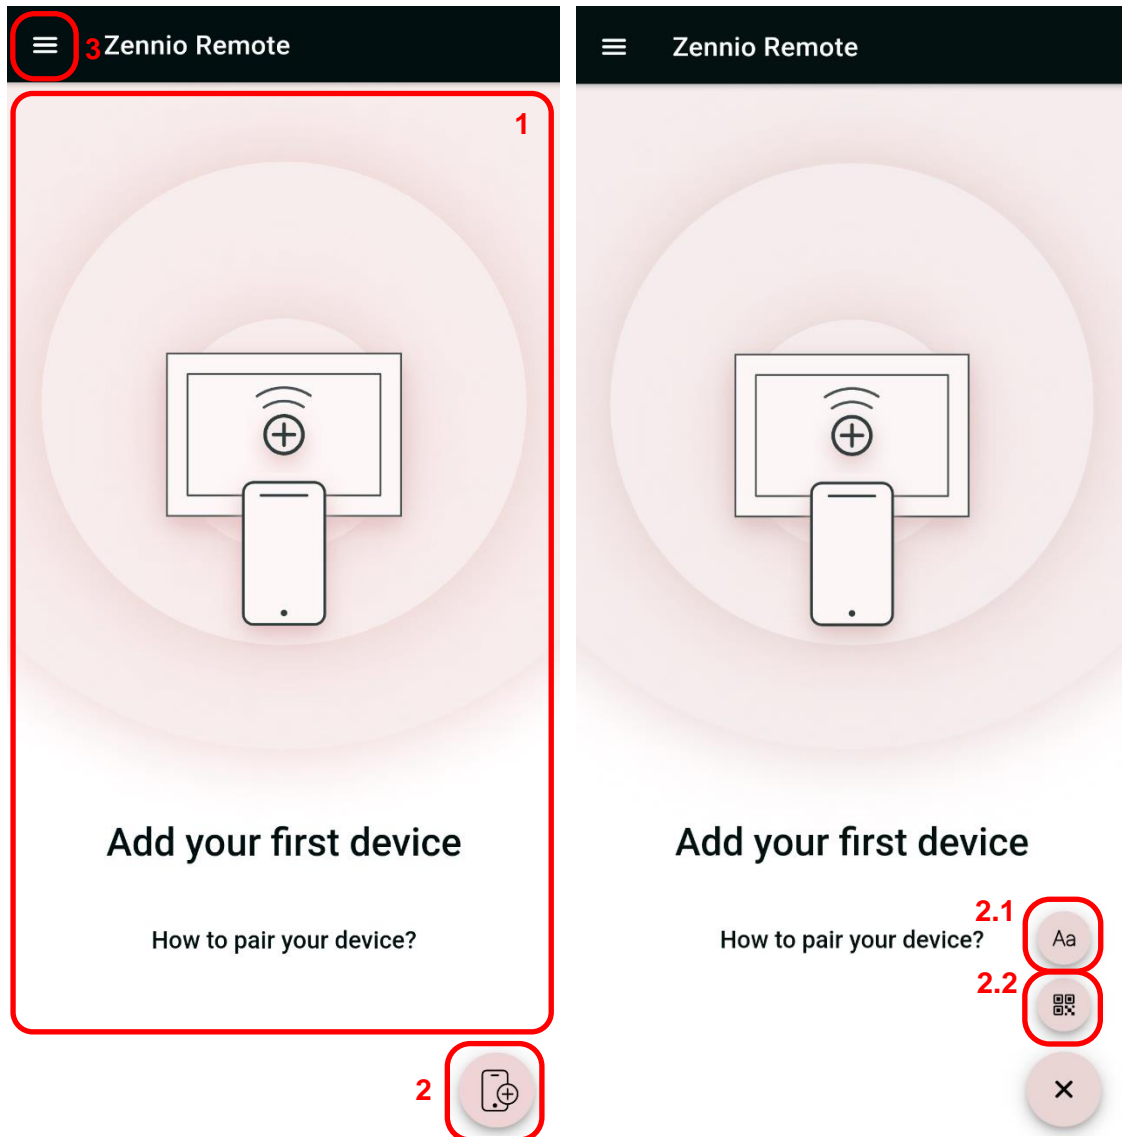 3 Zennio Remote
1
Add your first device
How to pair your device?
2
Zennio Remote
Add your first device
2.1
How to pair your device? Aa
2.2